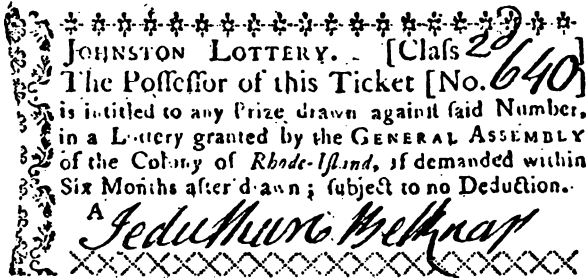 JOHNSTON LOTTERY. [Claſs 2d]
The Poſſeſſor of this Ticket [No. 640]
is intitled to any Prize drawn againſt ſaid Number,
in a Lottery granted by the GENERAL ASSEMBLY
of the Colony of Rhode-Iſland, if demanded within
Six Months after drawn; ſubject to no Deduction.
A
Jeduthun Belknap